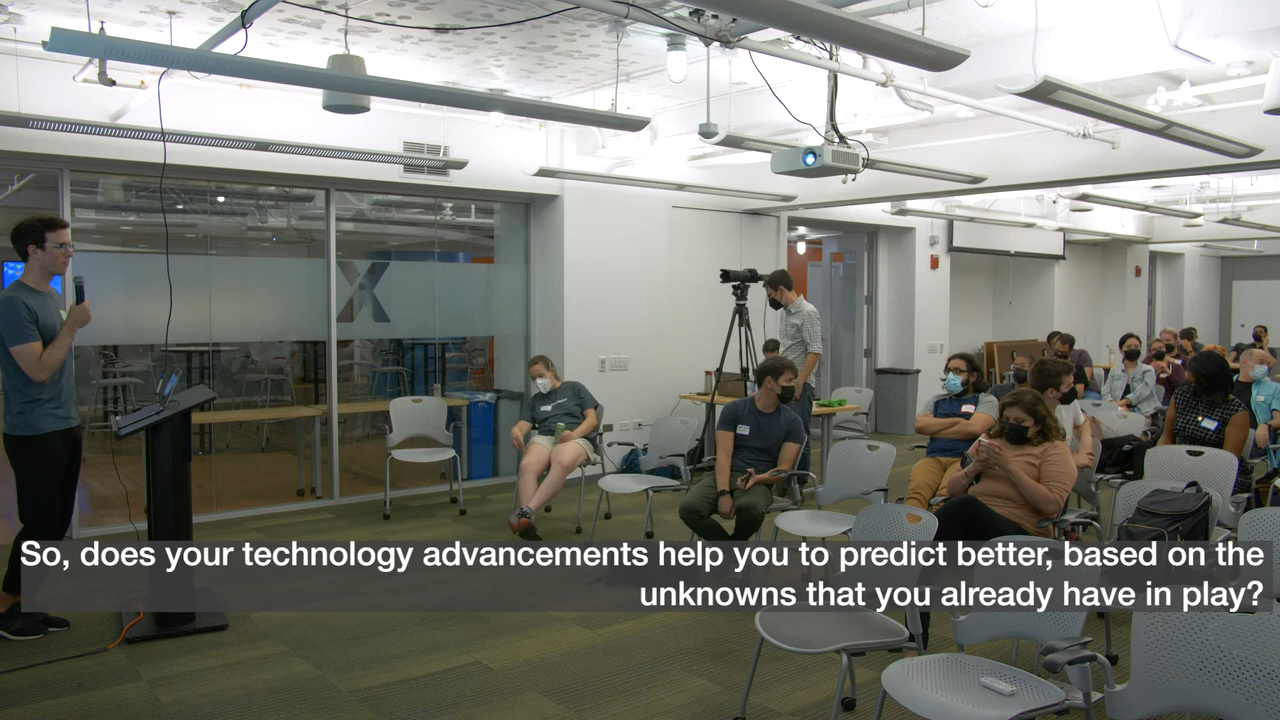 X
So, does your technology advancements help you to predict better, based on the
unknowns that you already have in play?